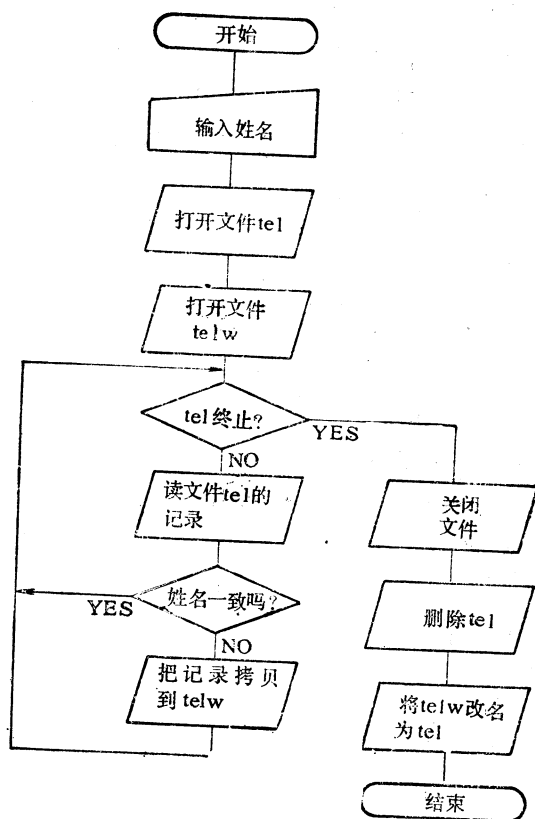 开始
输入姓名
打开文件tel
打开文件
telw
tel终止?
YES
NO
读文件tel的
记录
姓名一致吗?
YES
NO
把记录拷贝
到telw
关闭
文件
删除tel
将telw改名
为tel
结束